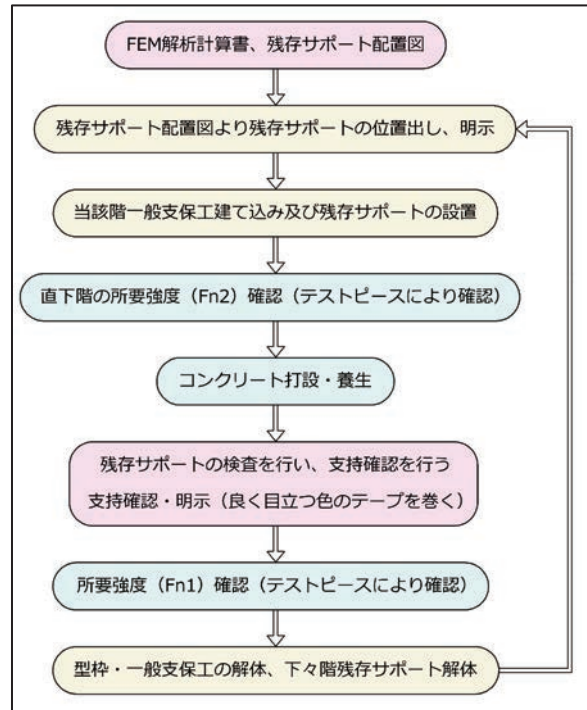 FEM解析計算書、残存サポート配置図
残存サポート配置図より残存サポートの位置出し、明示
当該階一般支保工建て込み及び残存サポートの設置
直下階の所要強度（Fn2）確認（テストピースにより確認）
コンクリート打設・養生
残存サポートの検査を行い、支持確認を行う
支持確認・明示（良く目立つ色のテープを巻く）
所要強度（Fn1）確認（テストピースにより確認）
型枠・一般支保工の解体、下々階残存サポート解体